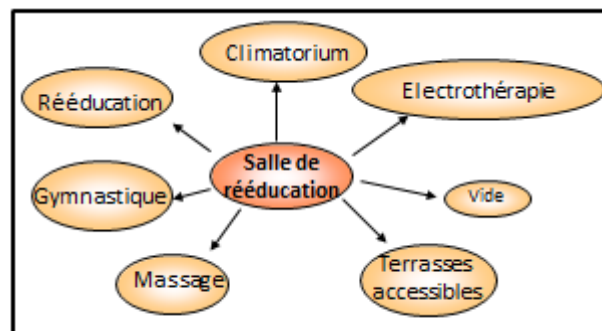 Climatorium
Electrothérapie
Rééducation
Salle de
rééducation
Gymnastique
Vide
Massage
Terrasses
accessibles